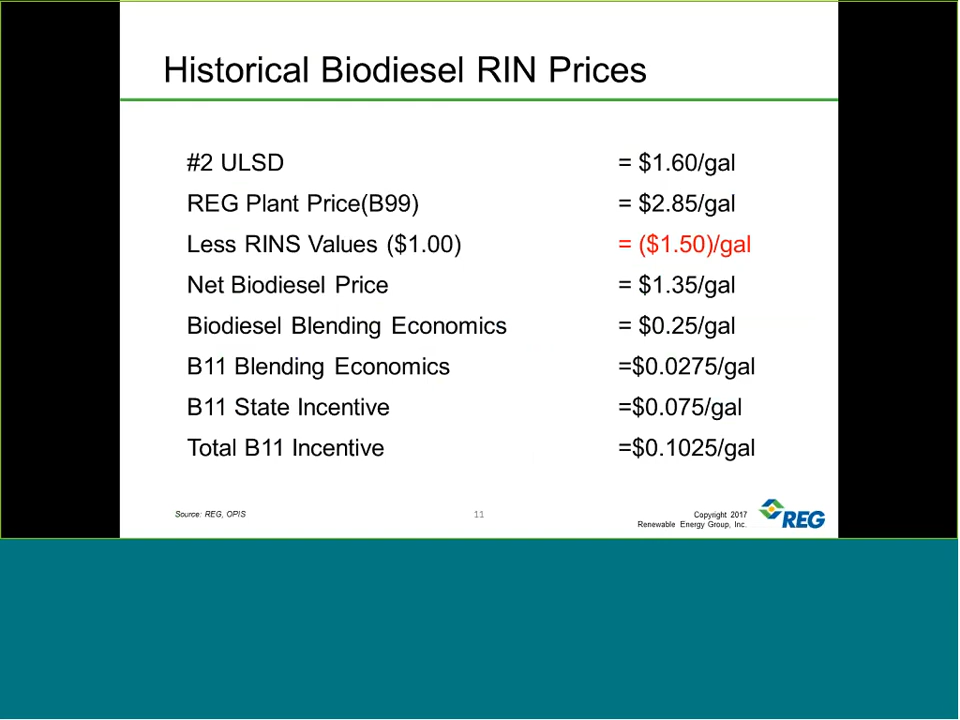 Historical Biodiesel RIN Prices
#2 ULSD = $1.60/gal
REG Plant Price(B99) = $2.85/gal
Less RINS Values ($1.00) = ($1.50)/gal
Net Biodiesel Price = $1.35/gal
Biodiesel Blending Economics = $0.25/gal
B11 Blending Economics =$0.0275/gal
B11 State Incentive =$0.075/gal
Total B11 Incentive =$0.1025/gal
Source: REG, OPIS
11
Copyright 2017
Renewable Energy Group, Inc.
REG